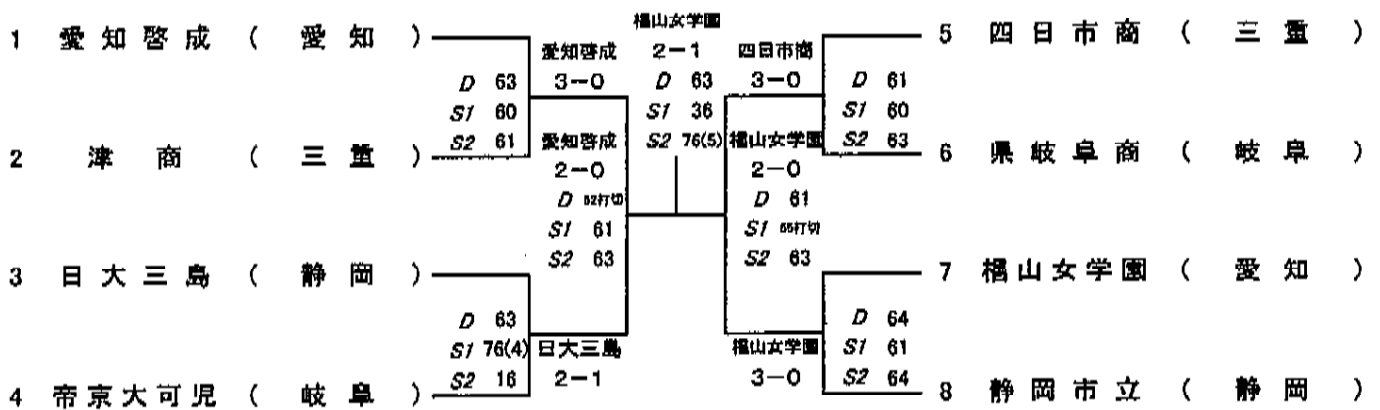 椙山女学園
1 愛知啓成 ( 愛知 )
5 四日市商 ( 三重 )
愛知啓成 2-1 四日市商
D 63 3-0 D 63 3-0 D 61
S1 60 S1 36 S1 60
S2 61 愛知啓成 S2 76(5) 椙山女学園 S2 63
2 津商 ( 三重 )
6 県岐阜商 ( 岐阜 )
2-0 2-0
D 52打切 D 61
S1 61 S1 55打切
S2 63 S2 63
3 日大三島 ( 静岡 )
7 椙山女学園 ( 愛知 )
D 63 D 64
S1 76(4) 日大三島 椙山女学園 S1 61
S2 16 2-1 3-0 S2 64
4 帝京大可児 ( 岐阜 )
8 静岡市立 ( 静岡 )